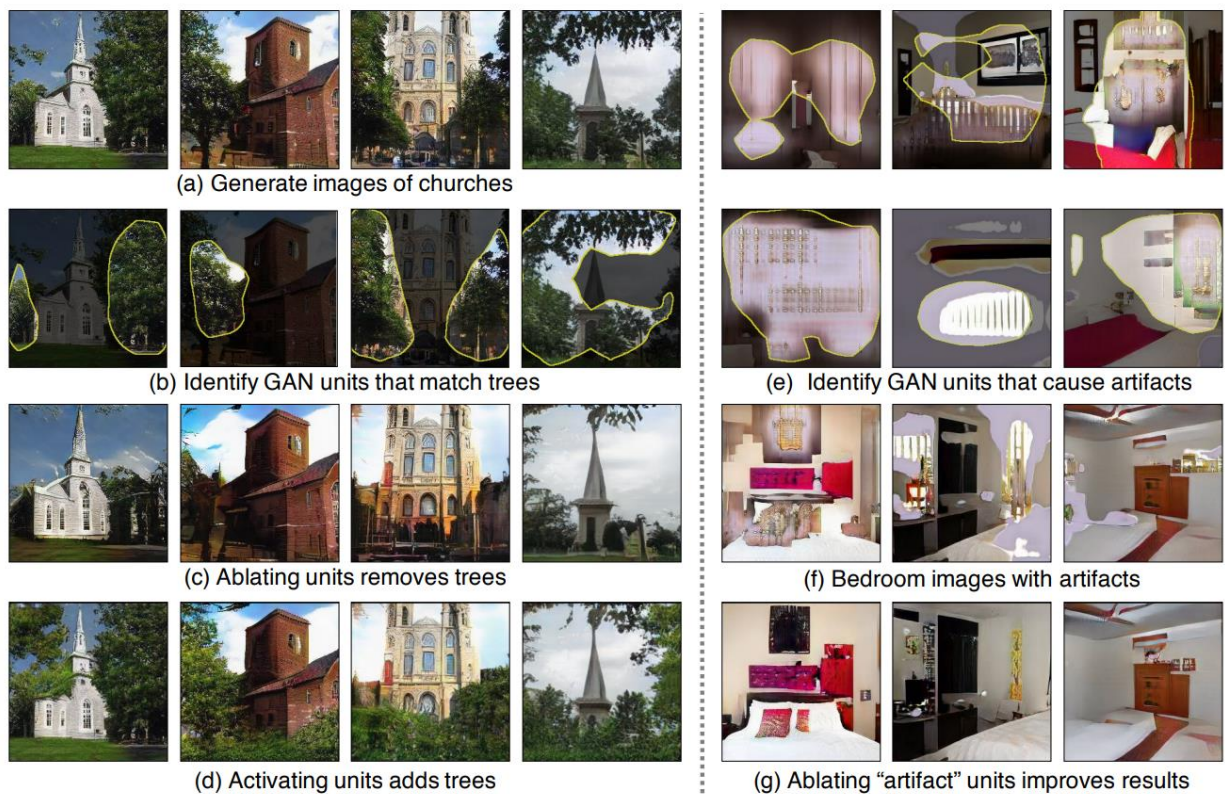 (a) Generate images of churches
(b) Identify GAN units that match trees
(c) Ablating units removes trees
(d) Activating units adds trees
(e) Identify GAN units that cause artifacts
(f) Bedroom images with artifacts
(g) Ablating “artifact” units improves results